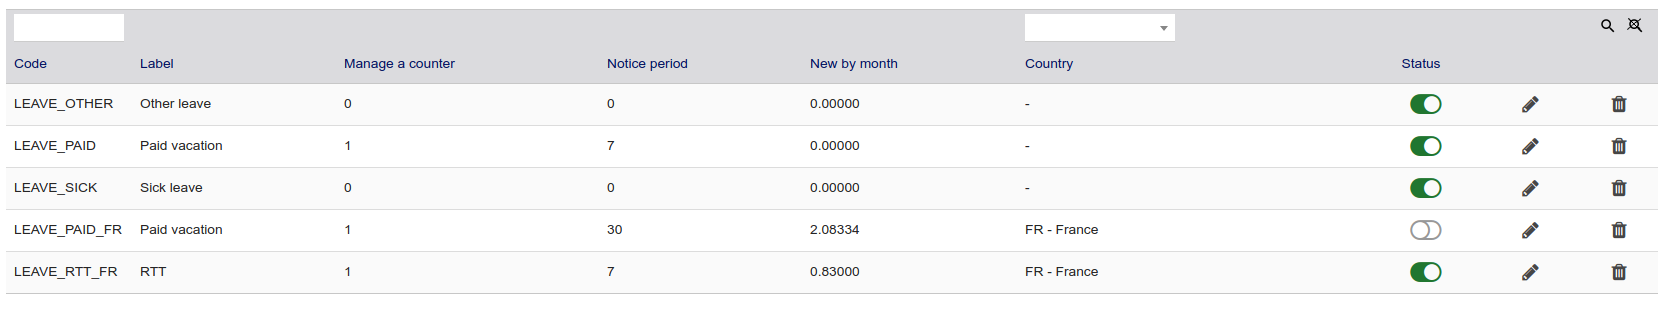 Code Label Manage a counter Notice period New by month Country Status
LEAVE_OTHER Other leave 0 0 0.00000 -
LEAVE_PAID Paid vacation 1 7 0.00000 -
LEAVE_SICK Sick leave 0 0 0.00000 -
LEAVE_PAID_FR Paid vacation 1 30 2.08334 FR - France
LEAVE_RTT_FR RTT 1 7 0.83000 FR - France